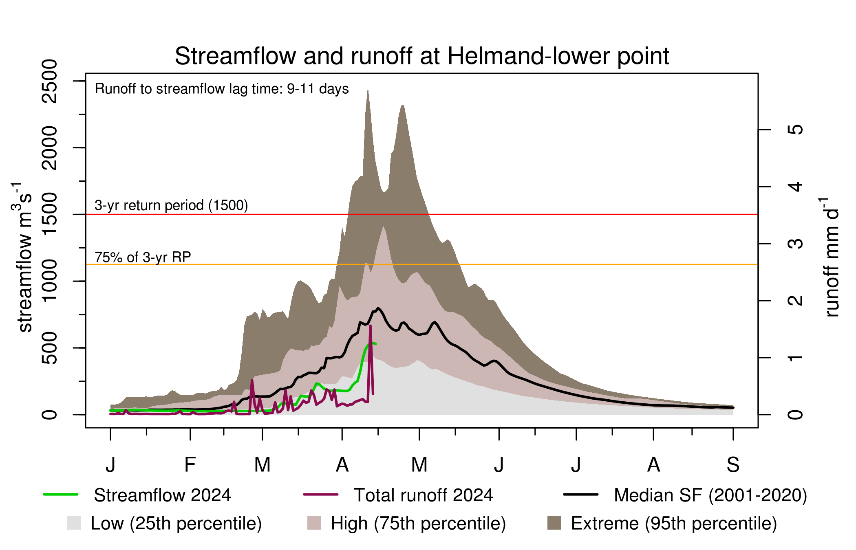 Streamflow and runoff at Helmand-lower point
Runoff to streamflow lag time: 9-11 days
3-yr return period (1500)
75% of 3-yr RP
streamflow m³s⁻¹
0 500 1000 1500 2000 2500
runoff mm d⁻¹
0 1 2 3 4 5
J F M A M J J A S
Streamflow 2024 Total runoff 2024 Median SF (2001-2020)
Low (25th percentile) High (75th percentile) Extreme (95th percentile)